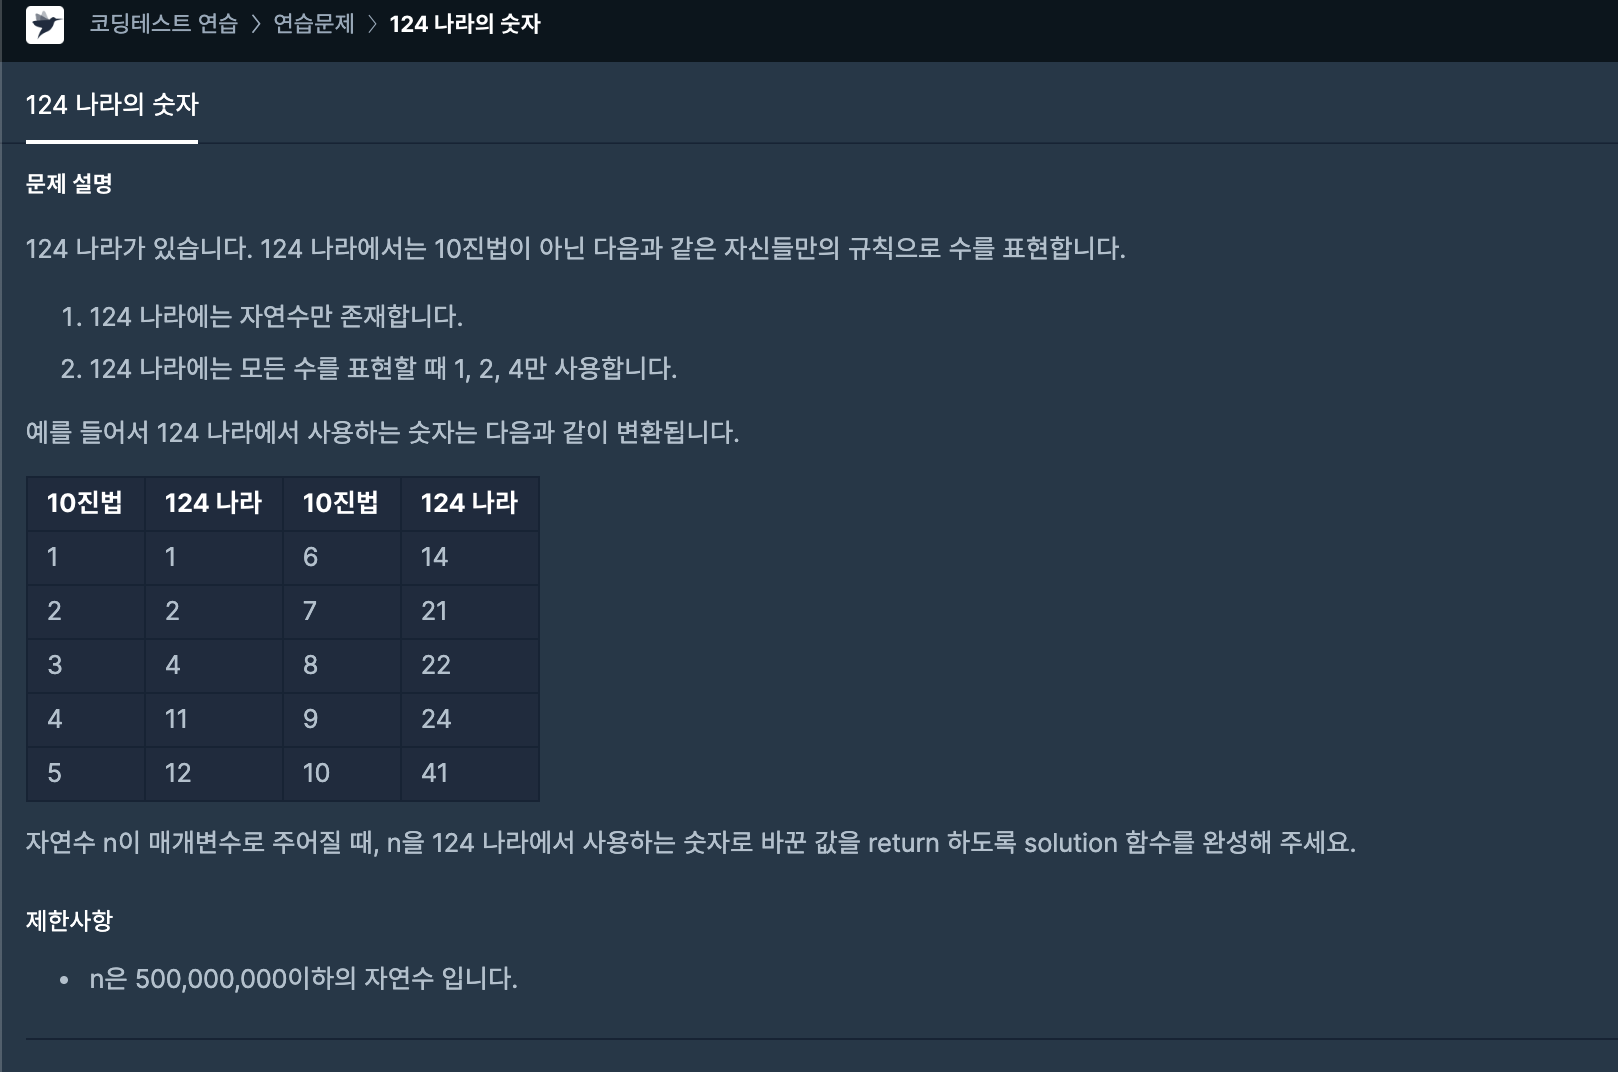 코딩테스트 연습 > 연습문제 > 124 나라의 숫자
124 나라의 숫자
문제 설명
124 나라가 있습니다. 124 나라에서는 10진법이 아닌 다음과 같은 자신들만의 규칙으로 수를 표현합니다.
1. 124 나라에는 자연수만 존재합니다.
2. 124 나라에는 모든 수를 표현할 때 1, 2, 4만 사용합니다.
예를 들어서 124 나라에서 사용하는 숫자는 다음과 같이 변환됩니다.
10진법 124 나라 10진법 124 나라
1 1 6 14
2 2 7 21
3 4 8 22
4 11 9 24
5 12 10 41
자연수 n이 매개변수로 주어질 때, n을 124 나라에서 사용하는 숫자로 바꾼 값을 return 하도록 solution 함수를 완성해 주세요.
제한사항
• n은 500,000,000이하의 자연수 입니다.